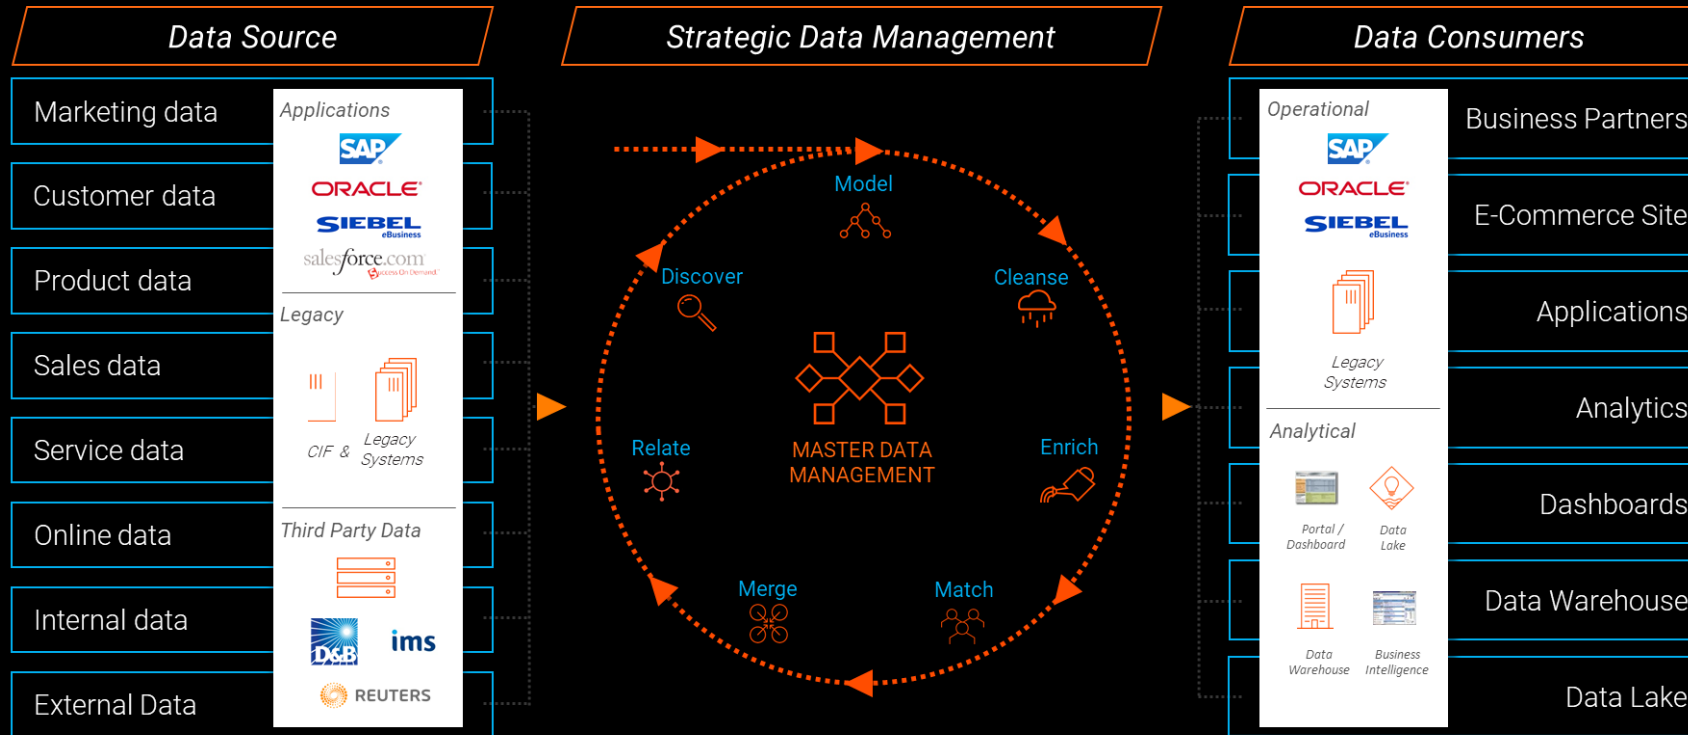 Data Source
Strategic Data Management
Data Consumers
Marketing data
Customer data
Product data
Sales data
Service data
Online data
Internal data
External Data
Applications
SAP
ORACLE
SIEBEL
eBusiness
salesforce.com
Success On Demand.
Legacy
CIF &
Legacy
Systems
Third Party Data
D&B
ims
REUTERS
Model
Cleanse
Enrich
Match
Merge
Relate
Discover
MASTER DATA
MANAGEMENT
Operational
SAP
ORACLE
SIEBEL
eBusiness
Legacy
Systems
Analytical
Portal /
Dashboard
Data
Lake
Data
Warehouse
Business
Intelligence
Business Partners
E-Commerce Site
Applications
Analytics
Dashboards
Data Warehouse
Data Lake